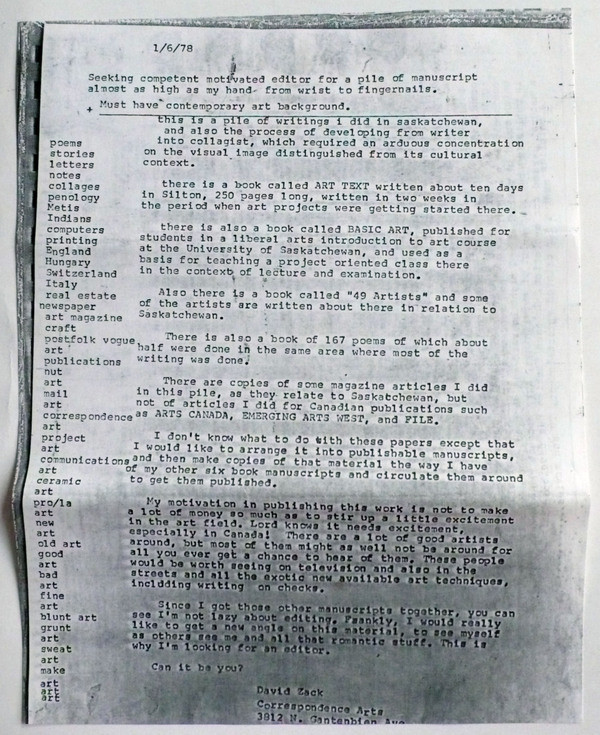 1/6/78
Seeking competent motivated editor for a pile of manuscript
almost as high as my hand from wrist to fingernails.
+ Must have contemporary art background.
poems
stories
letters
notes
collages
penology
Metis
Indians
computers
printing
England
Hungary
Switzerland
Italy
real estate
newspaper
art magazine
craft
postfolk vogue
art
publications
nut
art
mail
art
correspondence
art
project
art
communications
art
ceramic
art
pro/la
art
new
art
old art
good
art
bad
art
fine
art
blunt art
grunt
art
sweat
art
make
art
art
art
this is a pile of writings i did in saskatchewan,
and also the process of developing from writer
into collagist, which required an arduous concentration
on the visual image distinguished from its cultural
context.
there is a book called ART TEXT written about ten days
in Silton, 250 pages long, written in two weeks in
the period when art projects were getting started there.
there is also a book called BASIC ART, published for
students in a liberal arts introduction to art course
at the University of Saskatchewan, and used as a
basis for teaching a project oriented class there
in the context of lecture and examination.
Also there is a book called "49 Artists" and some
of the artists are written about there in relation to
Saskatchewan.
There is also a book of 167 poems of which about
half were done in the same area where most of the
writing was done.
There are copies of some magazine articles I did
in this pile, as they relate to Saskatchewan, but
not of articles I did for Canadian publications such
as ARTS CANADA, EMERGING ARTS WEST, and FILE.
I don't know what to do with these papers except that
I would like to arrange it into publishable manuscripts,
and then make copies of that material the way I have
of my other six book manuscripts and circulate them around
to get them published.
My motivation in publishing this work is not to make
a lot of money so much as to stir up a little excitement
in the art field. Lord knows it needs excitement,
especially in Canada! There are a lot of good artists
around, but most of them might as well not be around for
all you ever get a chance to hear of them. These people
would be worth seeing on television and also in the
streets and all the exotic new available art techniques,
including writing on checks.
Since I got those other manuscripts together, you can
see I'm not lazy about editing. Frankly, I would really
like to get a new angle on this material, to see myself
as others see me and all that romantic stuff. This is
why I'm looking for an editor.
Can it be you?
David Zack
Correspondence Arts
3812 N. Gantenbien Ave